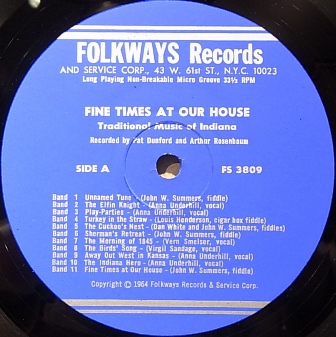 FOLKWAYS Records
AND SERVICE CORP., 43 W. 61st ST., N.Y.C. 10023
Long Playing Non-Breakable Micro Groove 33⅓ RPM
FINE TIMES AT OUR HOUSE
Traditional Music of Indiana
Recorded by Pat Dunford and Arthur Rosenbaum
SIDE A FS 3809
Band 1 Unnamed Tune - (John W. Summers, fiddle)
Band 2 The Elfin Knight - (Anna Underhill, vocal)
Band 3 Play-Parties - (Anna Underhill, vocal)
Band 4 Turkey in the Straw - (Louis Henderson, cigar box fiddle)
Band 5 The Cuckoo's Nest - (Dan White and John W. Summers, fiddles)
Band 6 Sherman's Retreat - (John W. Summers, fiddle)
Band 7 The Morning of 1845 - (Vern Smelser, vocal)
Band 8 The Birds' Song - (Virgil Sandage, vocal)
Band 9 Away Out West in Kansas - (Anna Underhill, vocal)
Band 10 The Indiana Hero - (Anna Underhill, vocal)
Band 11 Fine Times at Our House - (John W. Summers, fiddle)
Copyright © 1964 Folkways Records & Service Corp.